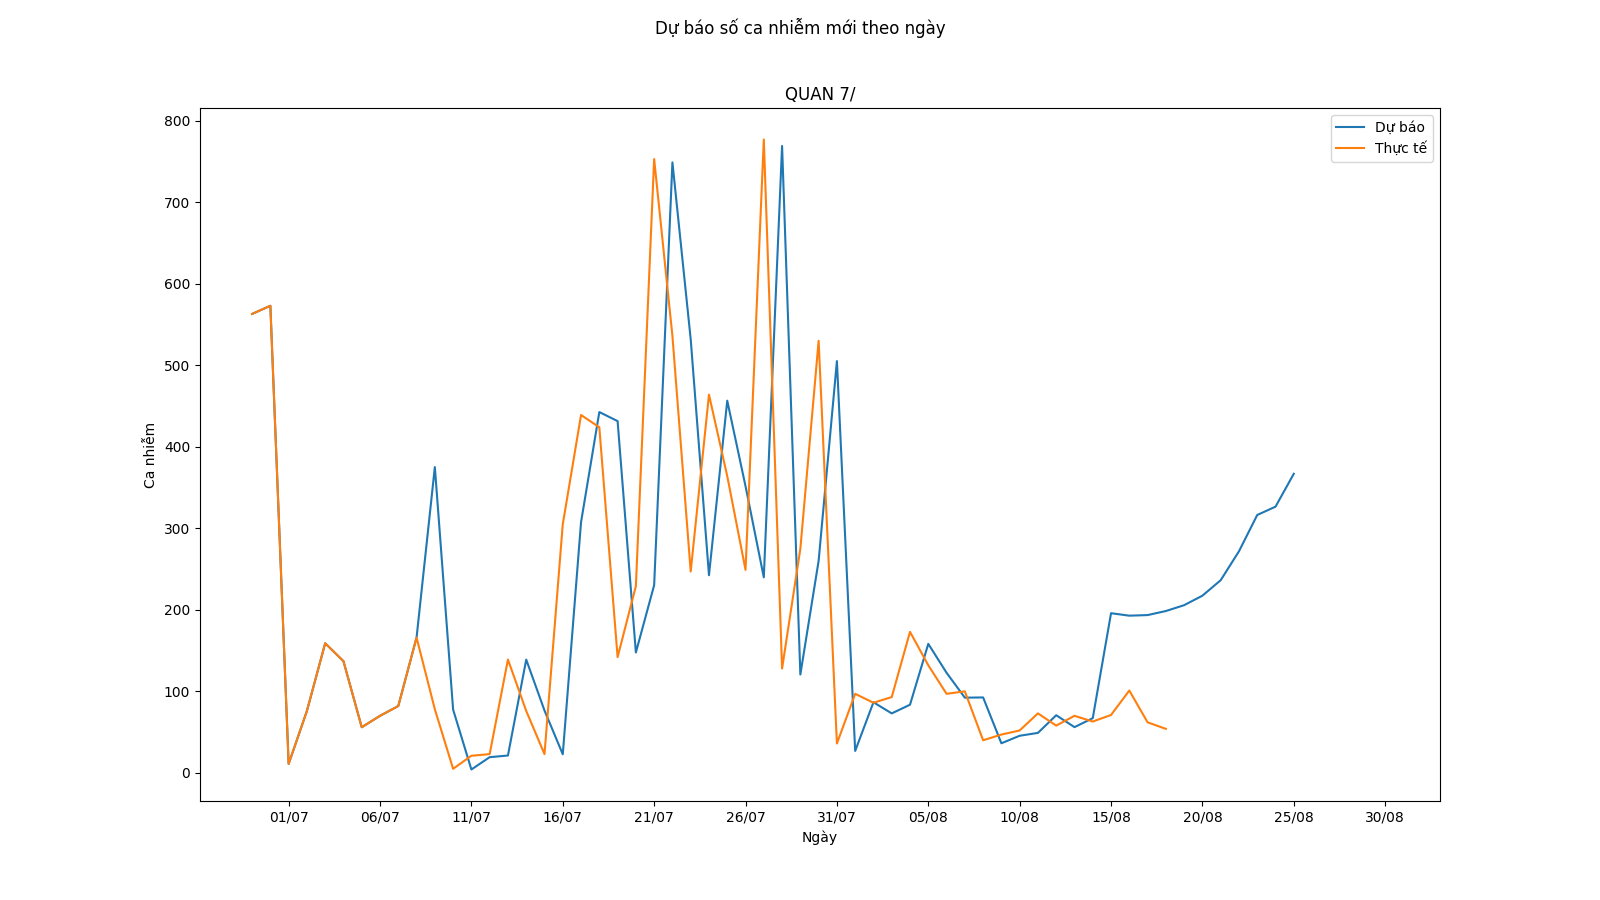 Dự báo số ca nhiễm mới theo ngày
QUAN 7/
Dự báo
Thực tế
800
700
600
500
400
300
200
100
0
Ca nhiễm
01/07 06/07 11/07 16/07 21/07 26/07 31/07 05/08 10/08 15/08 20/08 25/08 30/08
Ngày